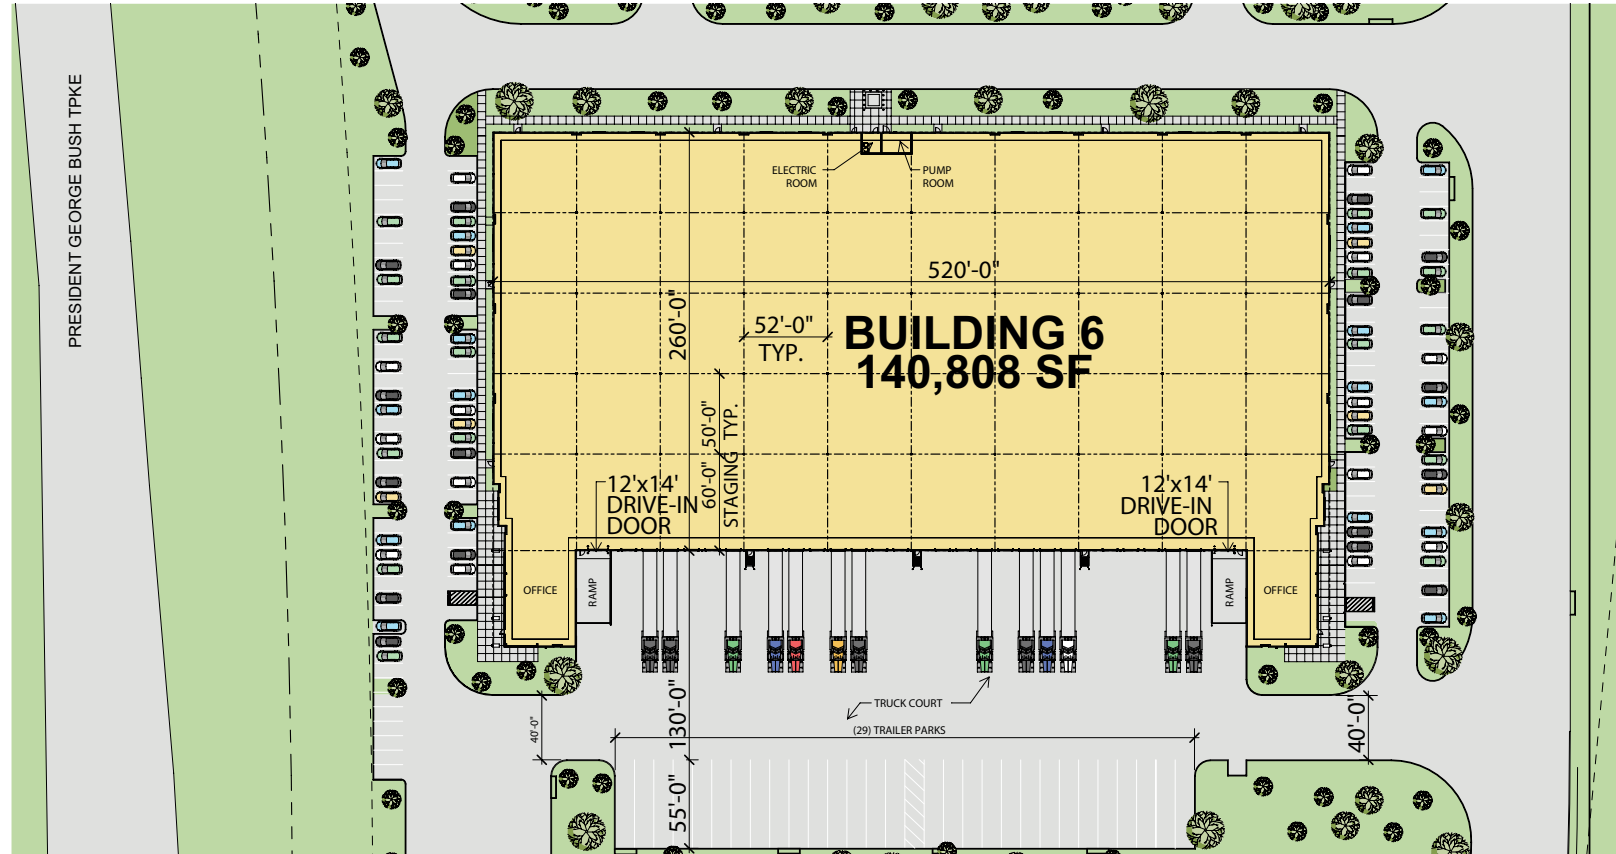 PRESIDENT GEORGE BUSH TPKE
ELECTRIC
ROOM
PUMP
ROOM
520'-0"
260'-0"
52'-0"
TYP.
BUILDING 6
140,808 SF
50'-0"
TYP.
60'-0"
STAGING
12'x14'
DRIVE-IN
DOOR
12'x14'
DRIVE-IN
DOOR
OFFICE
RAMP
RAMP
OFFICE
TRUCK COURT
(29) TRAILER PARKS
130'-0"
40'-0"
40'-0"
55'-0"